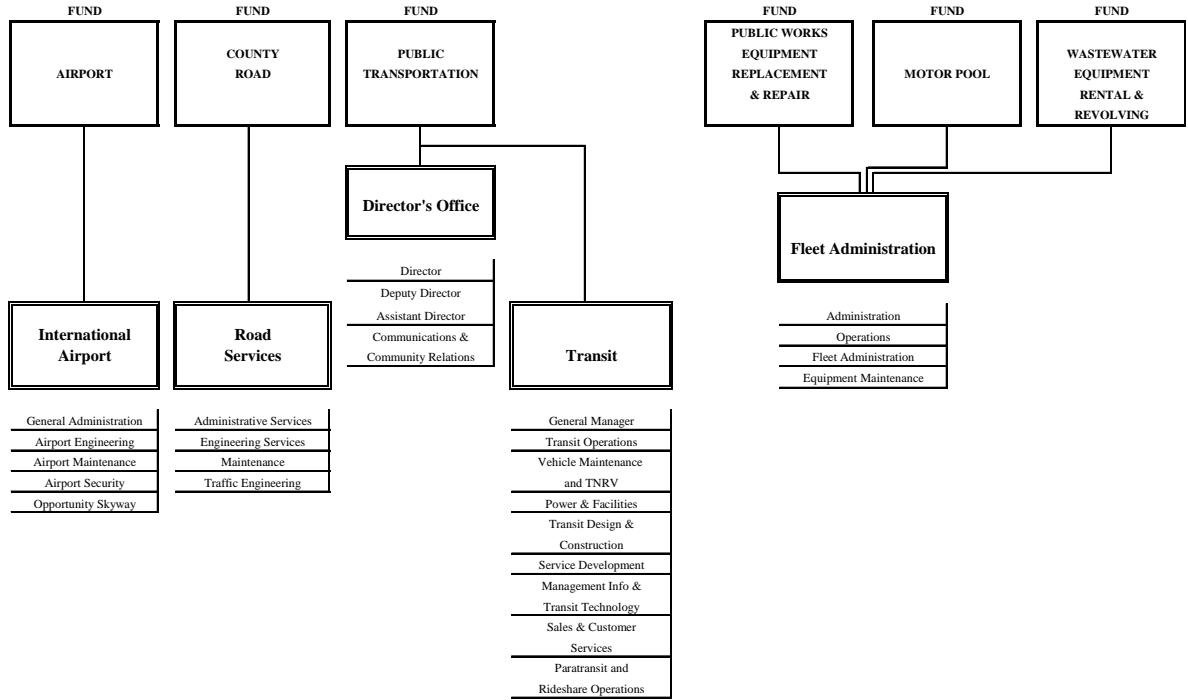 FUND
AIRPORT
FUND
COUNTY
ROAD
FUND
PUBLIC
TRANSPORTATION
FUND
PUBLIC WORKS
EQUIPMENT
REPLACEMENT
& REPAIR
FUND
MOTOR POOL
FUND
WASTEWATER
EQUIPMENT
RENTAL &
REVOLVING
Director's Office
Director
Deputy Director
Assistant Director
Communications &
Community Relations
Fleet Administration
Administration
Operations
Fleet Administration
Equipment Maintenance
International
Airport
General Administration
Airport Engineering
Airport Maintenance
Airport Security
Opportunity Skyway
Road
Services
Administrative Services
Engineering Services
Maintenance
Traffic Engineering
Transit
General Manager
Transit Operations
Vehicle Maintenance
and TNRV
Power & Facilities
Transit Design &
Construction
Service Development
Management Info &
Transit Technology
Sales & Customer
Services
Paratransit and
Rideshare Operations